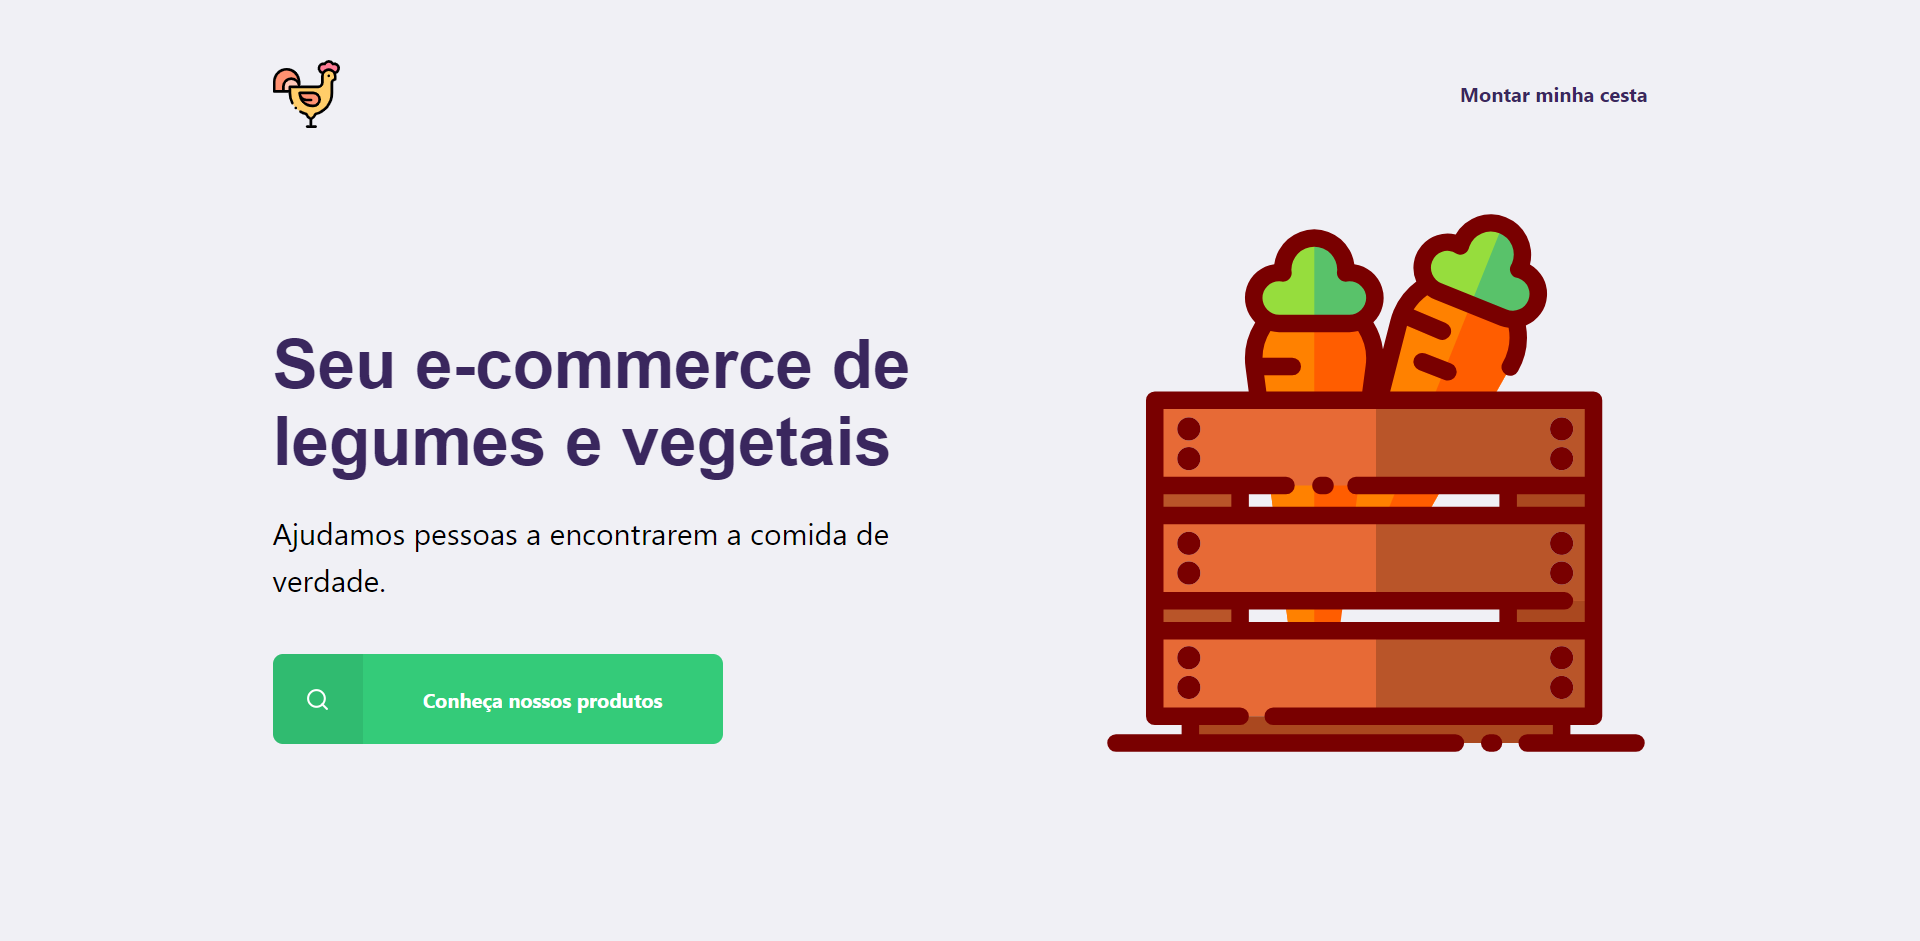 Montar minha cesta
Seu e-commerce de
legumes e vegetais
Ajudamos pessoas a encontrarem a comida de
verdade.
Conheça nossos produtos